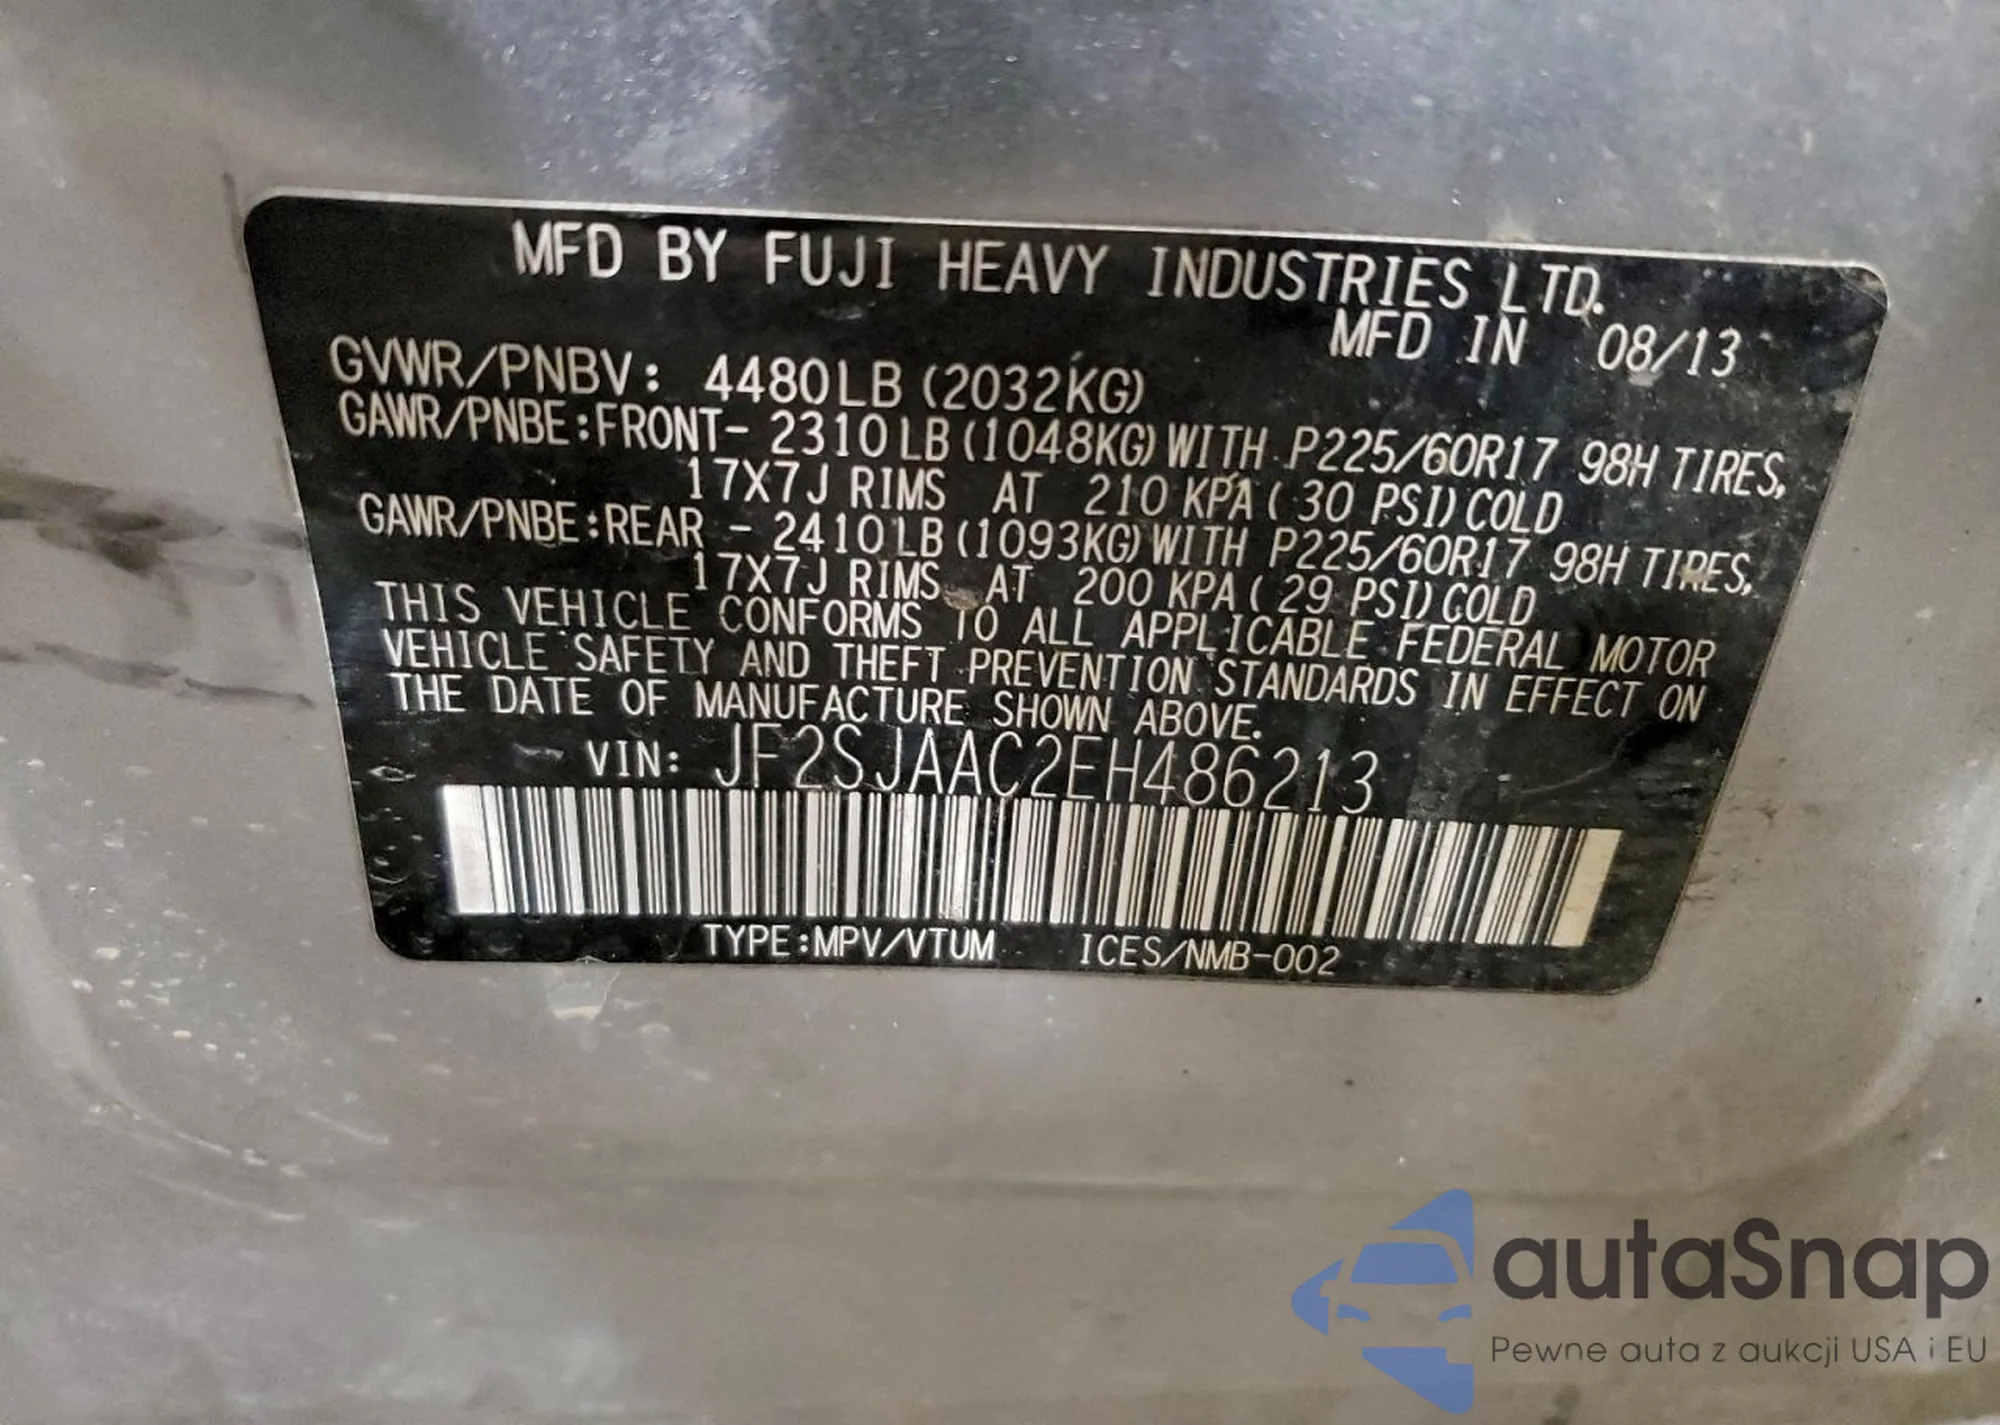 MFD BY FUJI HEAVY INDUSTRIES LTD.
MFD IN 08/13
GVWR/PNBV: 4480LB (2032KG)
GAWR/PNBE:FRONT- 2310LB(1048KG)WITH P225/60R17 98H TIRES,
17X7J RIMS AT 210 KPA( 30 PSI)COLD
GAWR/PNBE:REAR - 2410LB(1093KG)WITH P225/60R17 98H TIRES,
17X7J RIMS AT 200 KPA( 29 PSI)COLD
THIS VEHICLE CONFORMS TO ALL APPLICABLE FEDERAL MOTOR
VEHICLE SAFETY AND THEFT PREVENTION STANDARDS IN EFFECT ON
THE DATE OF MANUFACTURE SHOWN ABOVE.
VIN: JF2SJAAC2EH486213
TYPE:MPV/VTUM ICES/NMB-002
autaSnap
Pewne auta z aukcji USA i EU